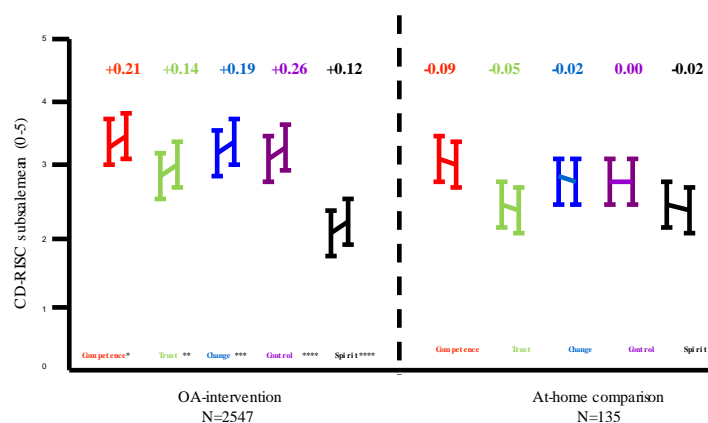 5
+0.21 +0.14 +0.19 +0.26 +0.12 -0.09 -0.05 -0.02 0.00 -0.02
4
3
2
1
0
CD-RISC subsalemean (0-5)
Competence* Trust ** Change *** Control **** Spirit**** Competence Trust Change Control Spirit
OA-intervention
N=2547
At-home comparison
N=135